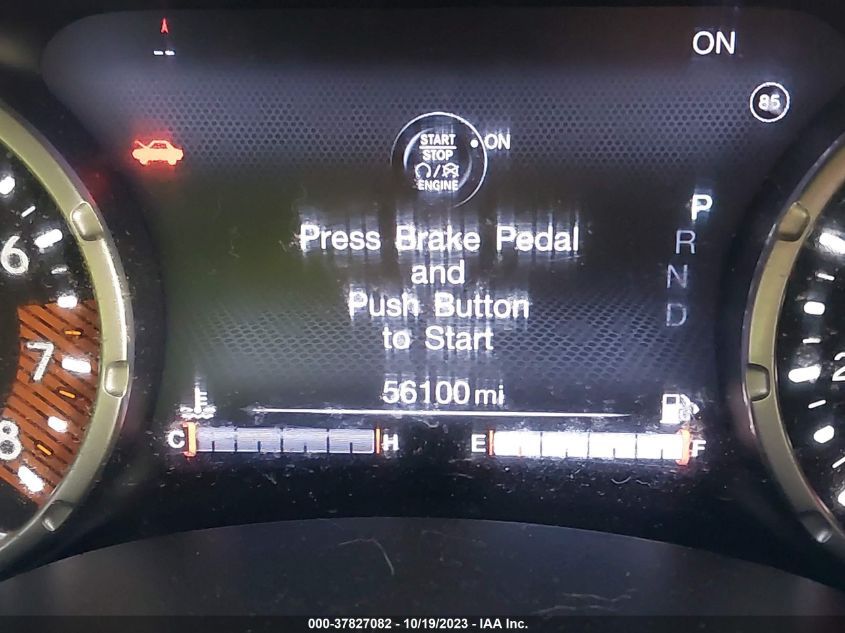 ON
85
START
STOP
ENGINE
ON
Press Brake Pedal
and
Push Button
to Start
P
R
N
D
6
7
8
2
56100 mi
C H E F
000-37827082 - 10/19/2023 - IAA Inc.